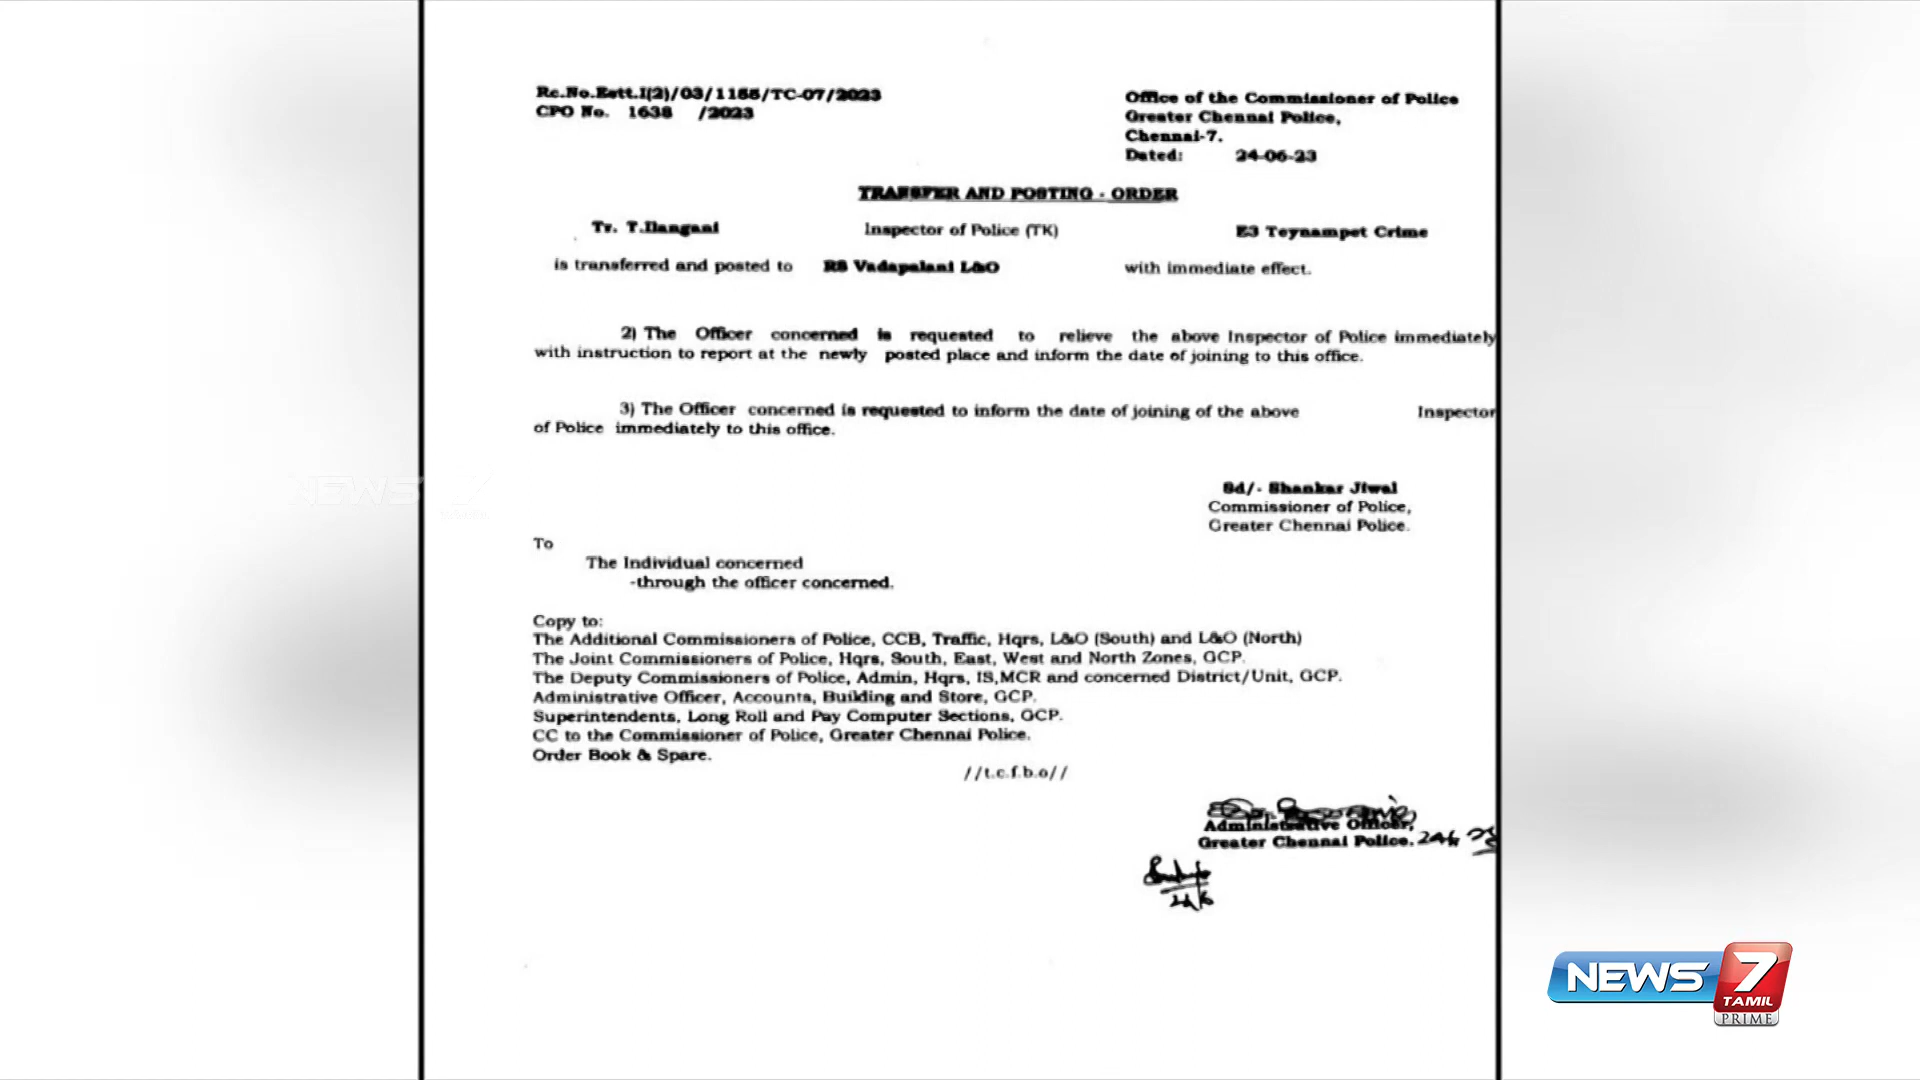 Rc.No.Estt.I(2)/03/1155/TC-07/2023
CPO No. 1638 /2023
Office of the Commissioner of Police
Greater Chennai Police,
Chennai-7.
Dated: 24-06-23
TRANSFER AND POSTING - ORDER
Tr. T.Ilangani Inspector of Police (TK) E3 Teynampet Crime
is transferred and posted to R8 Vadapalani L&O with immediate effect.
2) The Officer concerned is requested to relieve the above Inspector of Police immediately
with instruction to report at the newly posted place and inform the date of joining to this office.
3) The Officer concerned is requested to inform the date of joining of the above Inspector
of Police immediately to this office.
Sd/- Shankar Jiwal
Commissioner of Police,
Greater Chennai Police.
To
The Individual concerned
-through the officer concerned.
Copy to:
The Additional Commissioners of Police, CCB, Traffic, Hqrs, L&O (South) and L&O (North)
The Joint Commissioners of Police, Hqrs, South, East, West and North Zones, GCP.
The Deputy Commissioners of Police, Admin, Hqrs, IS,MCR and concerned District/Unit, GCP.
Administrative Officer, Accounts, Building and Store, GCP.
Superintendents, Long Roll and Pay Computer Sections, GCP.
CC to the Commissioner of Police, Greater Chennai Police.
Order Book & Spare.
//t.c.f.b.o//
Administrative Officer,
Greater Chennai Police.
24/6
NEWS 7
NEWS 7
TAMIL
PRIME